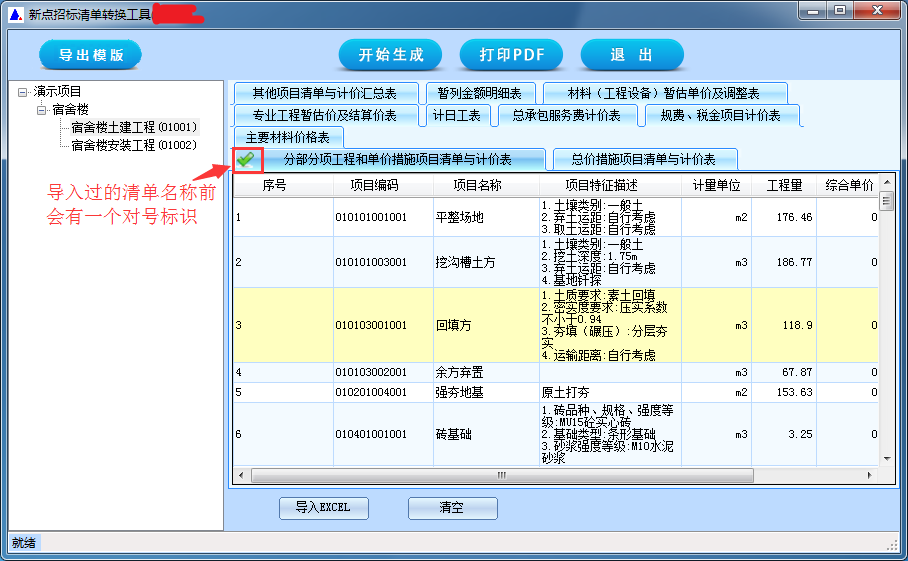 新点招标清单转换工具
导出模版
开始生成
打印PDF
退 出
演示项目
宿舍楼
宿舍楼土建工程(01001)
宿舍楼安装工程(01002)
导入过的清单名称前
会有一个对号标识
其他项目清单与计价汇总表
暂列金额明细表
材料（工程设备）暂估单价及调整表
专业工程暂估价及结算价表
计日工表
总承包服务费计价表
规费、税金项目计价表
主要材料价格表
分部分项工程和单价措施项目清单与计价表
总价措施项目清单与计价表
序号 项目编码 项目名称 项目特征描述 计量单位 工程量 综合单价
1 010101001001 平整场地
1.土壤类别:一般土
2.弃土运距:自行考虑
3.取土运距:自行考虑
m2 176.46 0
2 010101003001 挖沟槽土方
1.土壤类别:一般土
2.挖土深度:1.75m
3.弃土运距:自行考虑
4.基地钎探
m3 186.77 0
3 010103001001 回填方
1.土质要求:素土回填
2.密实度要求:压实系数
不小于0.94
3.夯填（碾压）:分层夯
实
4.运输距离:自行考虑
m3 118.9 0
4 010103002001 余方弃置 m3 67.87 0
5 010201004001 强夯地基 原土打夯 m2 153.63 0
6 010401001001 砖基础
1.砖品种、规格、强度等
级:MU15砼实心砖
2.基础类型:条形基础
3.砂浆强度等级:M10水泥
砂浆
m3 3.25 0
导入EXCEL
清空
就绪